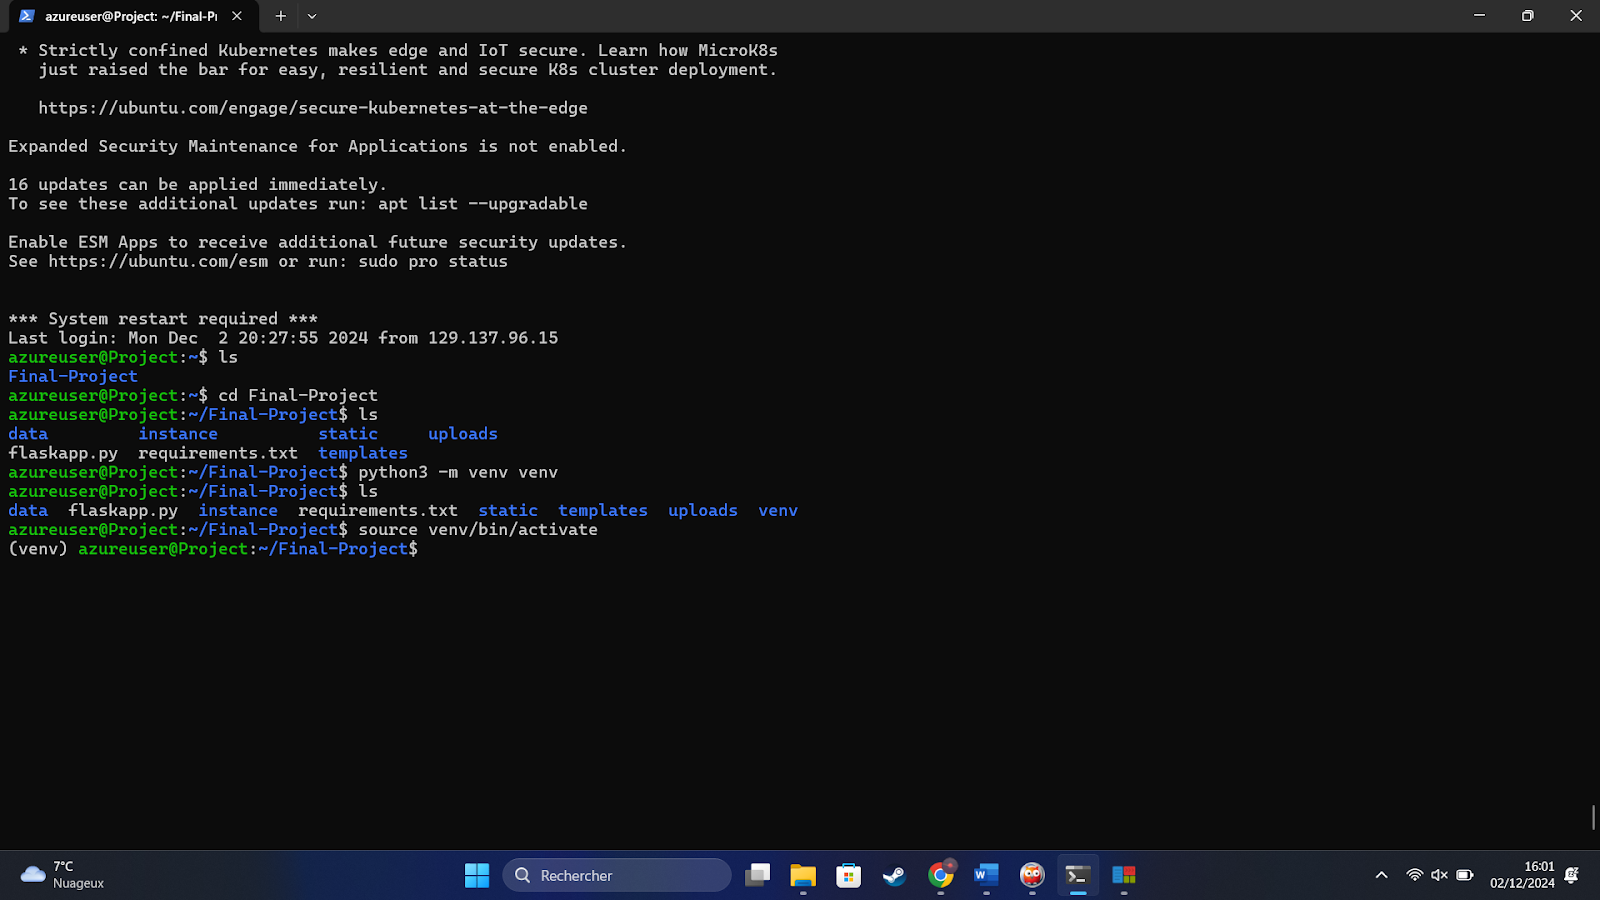 azureuser@Project: ~/Final-Pr
* Strictly confined Kubernetes makes edge and IoT secure. Learn how MicroK8s
just raised the bar for easy, resilient and secure K8s cluster deployment.
https://ubuntu.com/engage/secure-kubernetes-at-the-edge
Expanded Security Maintenance for Applications is not enabled.
16 updates can be applied immediately.
To see these additional updates run: apt list --upgradable
Enable ESM Apps to receive additional future security updates.
See https://ubuntu.com/esm or run: sudo pro status
*** System restart required ***
Last login: Mon Dec  2 20:27:55 2024 from 129.137.96.15
azureuser@Project:~$ ls
Final-Project
azureuser@Project:~$ cd Final-Project
azureuser@Project:~/Final-Project$ ls
data         instance          static     uploads
flaskapp.py  requirements.txt  templates
azureuser@Project:~/Final-Project$ python3 -m venv venv
azureuser@Project:~/Final-Project$ ls
data  flaskapp.py  instance  requirements.txt  static  templates  uploads  venv
azureuser@Project:~/Final-Project$ source venv/bin/activate
(venv) azureuser@Project:~/Final-Project$
7°C
Nuageux
Rechercher
16:01
02/12/2024